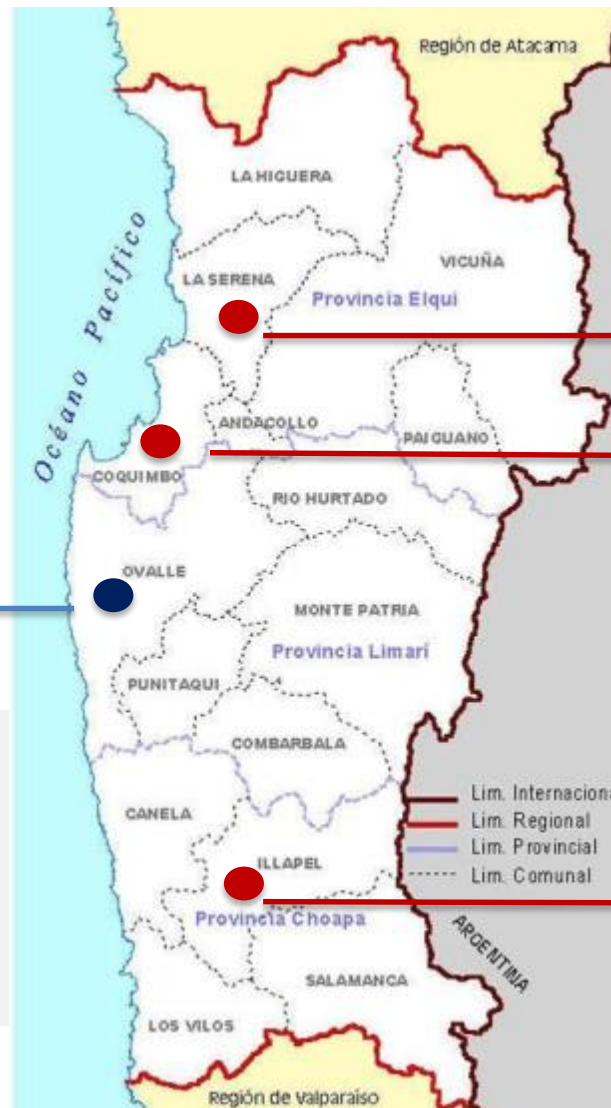 Región de Atacama
LA HIGUERA
Océano Pacífico
VICUÑA
LA SERENA
Provincia Elqui
ANDACOLLO
PAIGUANO
COQUIMBO
RIO HURTADO
OVALLE
MONTE PATRIA
Provincia Limarí
PUNITAQUI
COMBARBALA
CANELA
Lim. Internaciona
Lim. Regional
Lim. Provincial
Lim. Comunal
ILLAPEL
Provincia Choapa
ARGENTINA
SALAMANCA
LOS VILOS
Región de Valparaíso